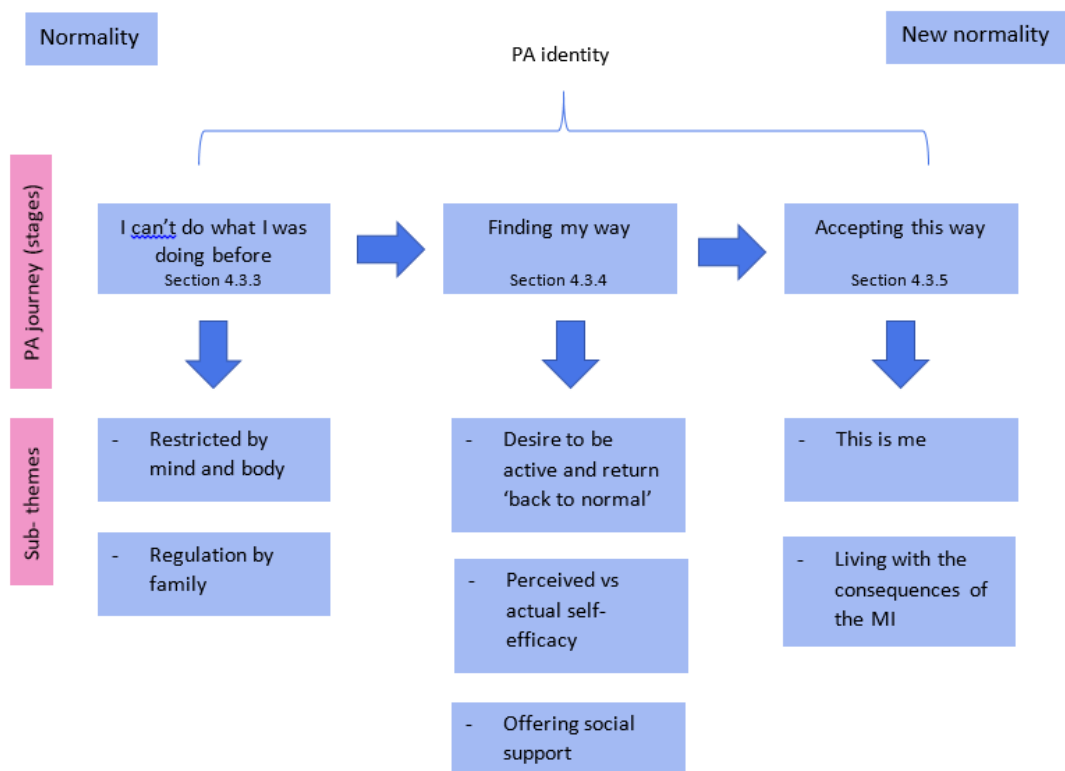 Normality
New normality
PA identity
PA journey (stages)
I can't do what I was
doing before
Section 4.3.3
Finding my way
Section 4.3.4
Accepting this way
Section 4.3.5
Sub- themes
- Restricted by
mind and body
- Regulation by
family
- Desire to be
active and return
‘back to normal’
- Perceived vs
actual self-
efficacy
- Offering social
support
- This is me
- Living with the
consequences of
the MI